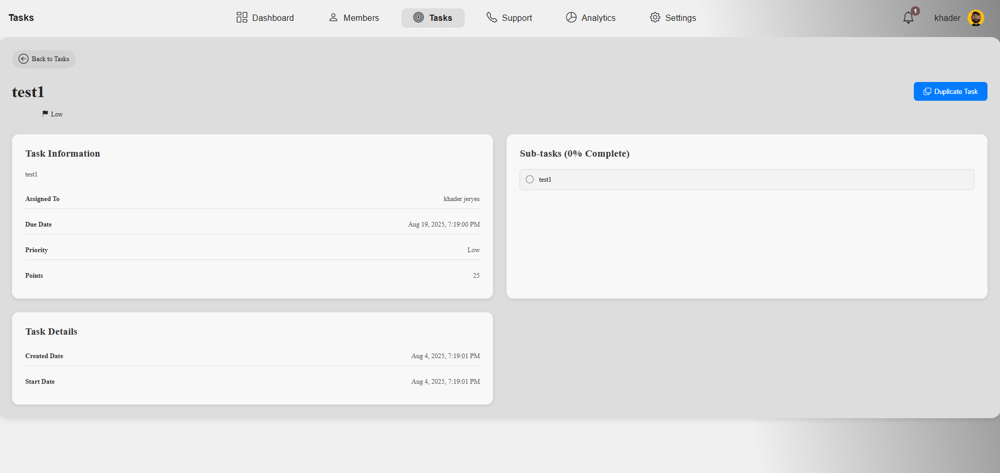 Tasks
Dashboard
Members
Tasks
Support
Analytics
Settings
1
khader
Back to Tasks
test1
Duplicate Task
Low
Task Information
test1
Assigned To khader jeryes
Due Date Aug 19, 2025, 7:19:00 PM
Priority Low
Points 25
Sub-tasks (0% Complete)
test1
Task Details
Created Date Aug 4, 2025, 7:19:01 PM
Start Date Aug 4, 2025, 7:19:01 PM